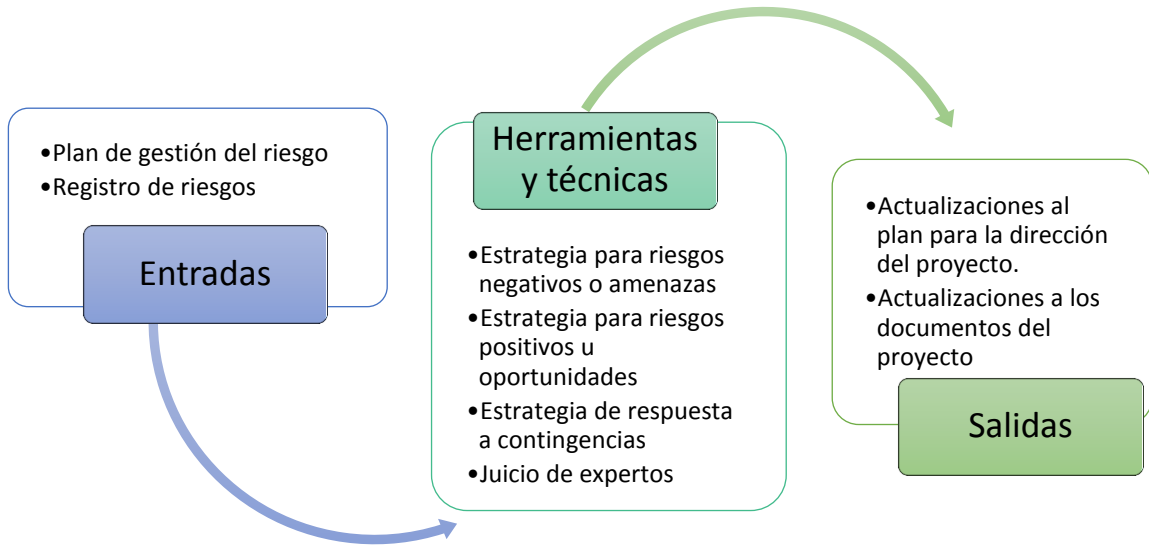 •Plan de gestión del riesgo
•Registro de riesgos
Entradas
Herramientas
y técnicas
•Estrategia para riesgos
negativos o amenazas
•Estrategia para riesgos
positivos u
oportunidades
•Estrategia de respuesta
a contingencias
•Juicio de expertos
•Actualizaciones al
plan para la dirección
del proyecto.
•Actualizaciones a los
documentos del
proyecto
Salidas